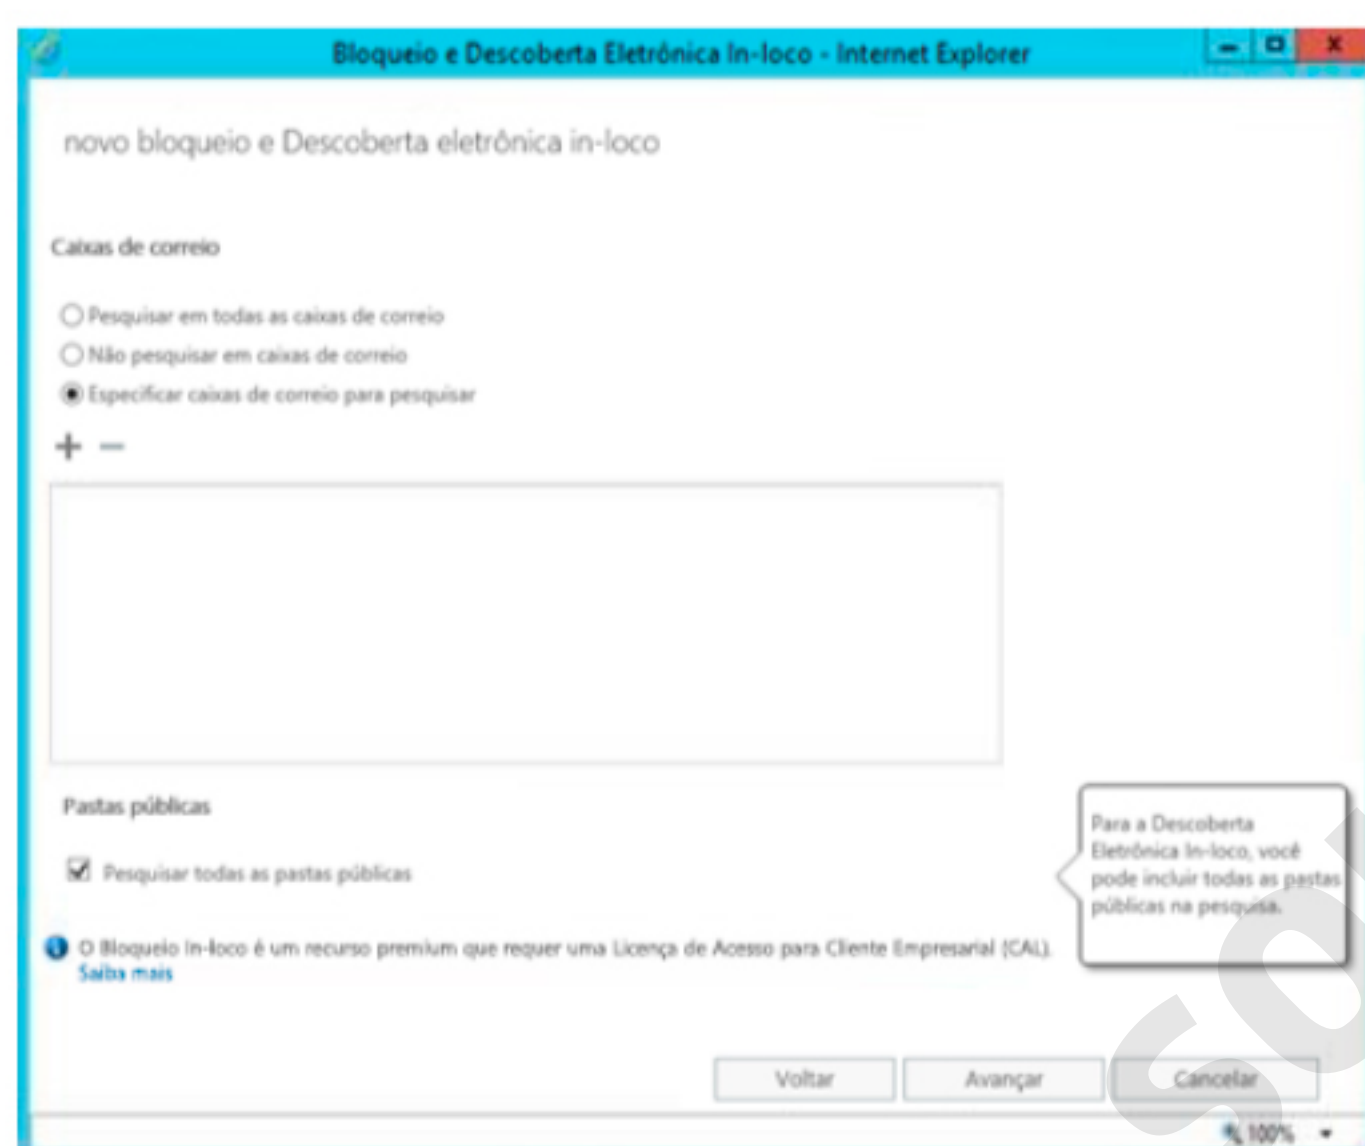 Bloqueio e Descoberta Eletrônica In-loco - Internet Explorer
novo bloqueio e Descoberta eletrônica in-loco
Caixas de correio
Pesquisar em todas as caixas de correio
Não pesquisar em caixas de correio
Especificar caixas de correio para pesquisar
Pastas públicas
Pesquisar todas as pastas públicas
Para a Descoberta
Eletrônica In-loco, você
pode incluir todas as pastas
públicas na pesquisa.
O Bloqueio In-loco é um recurso premium que requer uma Licença de Acesso para Cliente Empresarial (CAL).
Saiba mais
Voltar
Avançar
Cancelar
100%